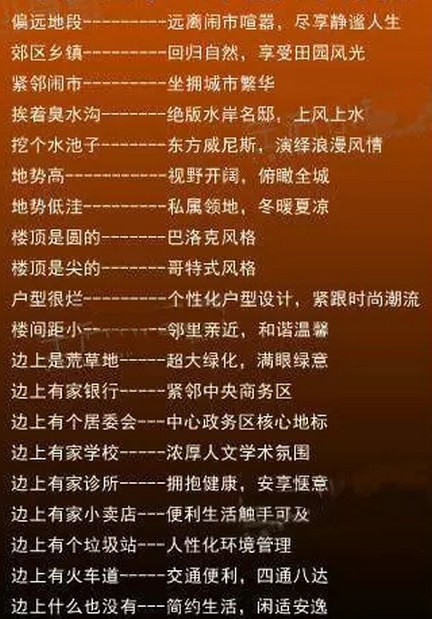 偏远地段---------远离闹市喧嚣，尽享静谧人生
郊区乡镇---------回归自然，享受田园风光
紧邻闹市---------坐拥城市繁华
挨着臭水沟-------绝版水岸名邸，上风上水
挖个水池子-------东方威尼斯，演绎浪漫风情
地势高-----------视野开阔，俯瞰全城
地势低洼---------私属领地，冬暖夏凉
楼顶是圆的-------巴洛克风格
楼顶是尖的-------哥特式风格
户型很烂---------个性化户型设计，紧跟时尚潮流
楼间距小---------邻里亲近，和谐温馨
边上是荒草地-----超大绿化，满眼绿意
边上有家银行-----紧邻中央商务区
边上有个居委会---中心政务区核心地标
边上有家学校-----浓厚人文学术氛围
边上有家诊所-----拥抱健康，安享惬意
边上有家小卖店---便利生活触手可及
边上有个垃圾站---人性化环境管理
边上有火车道-----交通便利，四通八达
边上什么也没有---简约生活，闲适安逸